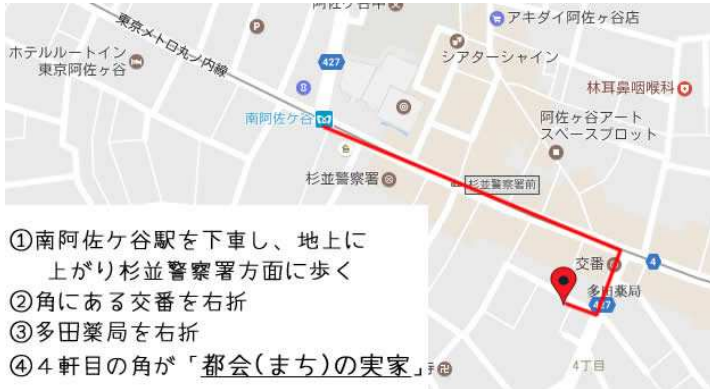 東京メトロ丸ノ内線
アキダイ阿佐ヶ谷店
P
ホテルルートイン
東京阿佐ヶ谷
427
シアターシャイン
林耳鼻咽喉科
南阿佐ケ谷
阿佐ヶ谷アート
スペースプロット
杉並警察署
杉並警察署前
交番
4
多田薬局
427
4丁目
①南阿佐ケ谷駅を下車し、地上に
上がり杉並警察署方面に歩く
②角にある交番を右折
③多田薬局を右折
④4軒目の角が「都会(まち)の実家」